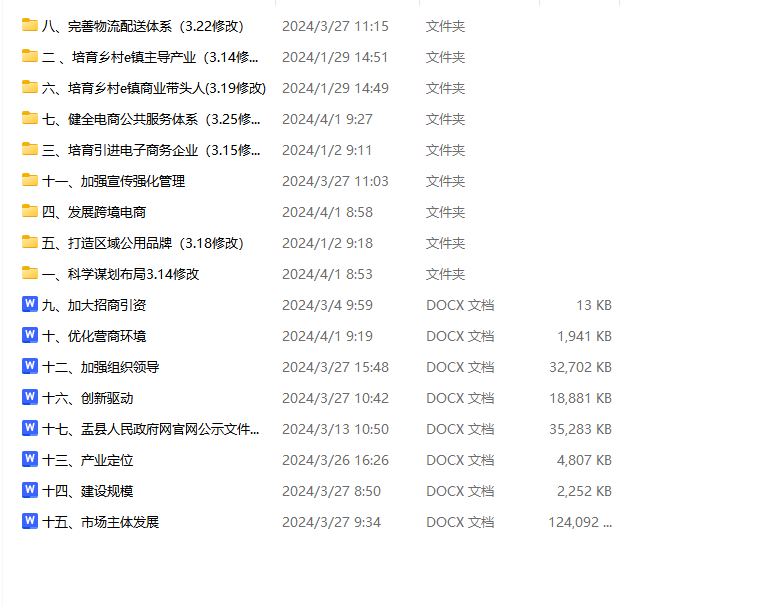 八、完善物流配送体系（3.22修改） 2024/3/27 11:15 文件夹
二 、培育乡村e镇主导产业（3.14修... 2024/1/29 14:51 文件夹
六、培育乡村e镇商业带头人(3.19修改) 2024/1/29 14:49 文件夹
七、健全电商公共服务体系（3.25修... 2024/4/1 9:27 文件夹
三、培育引进电子商务企业（3.15修... 2024/1/2 9:11 文件夹
十一、加强宣传强化管理 2024/3/27 11:03 文件夹
四、发展跨境电商 2024/4/1 8:58 文件夹
五、打造区域公用品牌（3.18修改） 2024/1/2 9:18 文件夹
一、科学谋划布局3.14修改 2024/4/1 8:53 文件夹
九、加大招商引资 2024/3/4 9:59 DOCX 文档 13 KB
十、优化营商环境 2024/4/1 9:19 DOCX 文档 1,941 KB
十二、加强组织领导 2024/3/27 15:48 DOCX 文档 32,702 KB
十六、创新驱动 2024/3/27 10:42 DOCX 文档 18,881 KB
十七、盂县人民政府网官网公示文件... 2024/3/13 10:50 DOCX 文档 35,283 KB
十三、产业定位 2024/3/26 16:26 DOCX 文档 4,807 KB
十四、建设规模 2024/3/27 8:50 DOCX 文档 2,252 KB
十五、市场主体发展 2024/3/27 9:34 DOCX 文档 124,092 ...